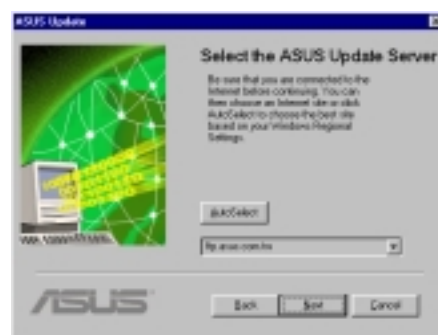 ASUS Update
Select the ASUS Update Server
Be sure that you are connected to the
Internet before continuing. You can
then choose an Internet site or click
AutoSelect to choose the best site
based on your Windows Regional
Settings.
AutoSelect
ftp.asus.com.tw
ASUS
Back
Next
Cancel